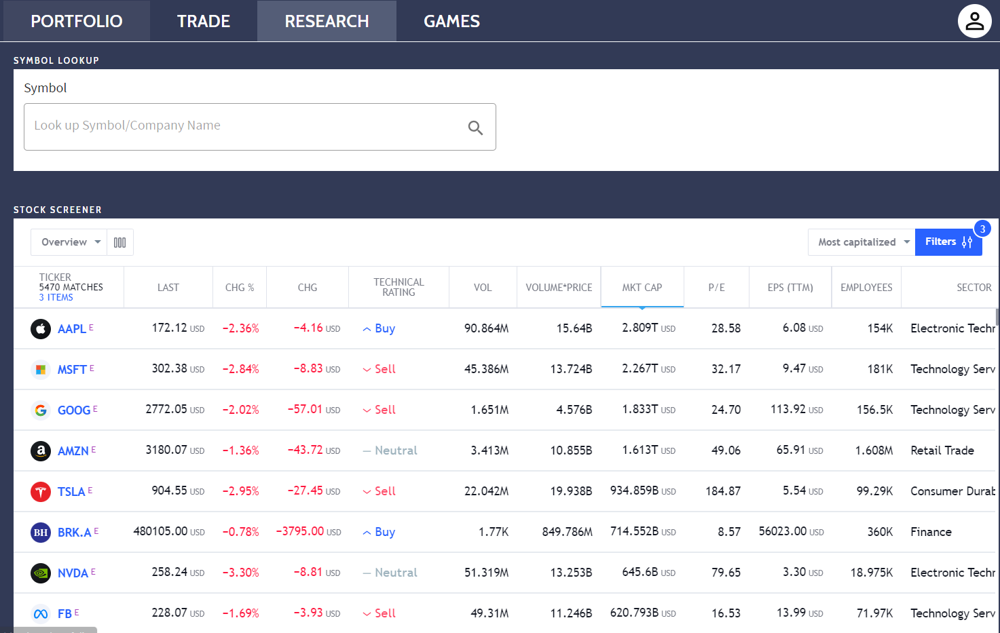 PORTFOLIO TRADE RESEARCH GAMES
SYMBOL LOOKUP
Symbol
Look up Symbol/Company Name
STOCK SCREENER
Overview Most capitalized Filters 3
TICKER
5470 MATCHES
3 ITEMS
LAST CHG % CHG TECHNICAL RATING VOL VOLUME*PRICE MKT CAP P/E EPS (TTM) EMPLOYEES SECTOR
AAPL E 172.12 USD −2.36% −4.16 USD Buy 90.864M 15.64B 2.809T USD 28.58 6.08 USD 154K Electronic Techr
MSFT E 302.38 USD −2.84% −8.83 USD Sell 45.386M 13.724B 2.267T USD 32.17 9.47 USD 181K Technology Serv
GOOG E 2772.05 USD −2.02% −57.01 USD Sell 1.651M 4.576B 1.833T USD 24.70 113.92 USD 156.5K Technology Serv
a AMZN E 3180.07 USD −1.36% −43.72 USD — Neutral 3.413M 10.855B 1.613T USD 49.06 65.91 USD 1.608M Retail Trade
TSLA E 904.55 USD −2.95% −27.45 USD Sell 22.042M 19.938B 934.859B USD 184.87 5.54 USD 99.29K Consumer Durab
BH BRK.A E 480105.00 USD −0.78% −3795.00 USD Buy 1.77K 849.786M 714.552B USD 8.57 56023.00 USD 360K Finance
NVDA E 258.24 USD −3.30% −8.81 USD — Neutral 51.319M 13.253B 645.6B USD 79.65 3.30 USD 18.975K Electronic Techr
FB E 228.07 USD −1.69% −3.93 USD Sell 49.31M 11.246B 620.793B USD 16.53 13.99 USD 71.97K Technology Serv